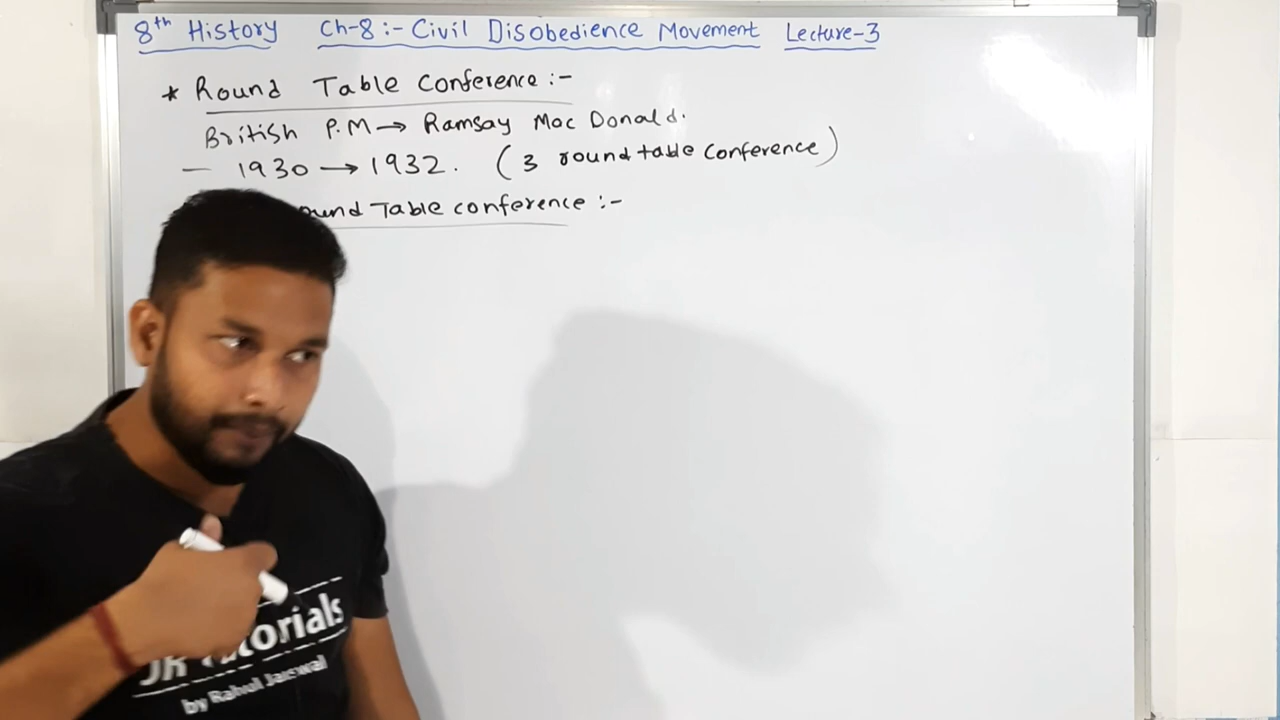 8th History Ch-8 :- Civil Disobedience Movement Lecture-3
* Round Table Conference :-
British P.M → Ramsay Mac Donald.
— 1930 → 1932. (3 round table conference)
ound Table conference :-
JR Tutorials
by Rahul Jaiswal